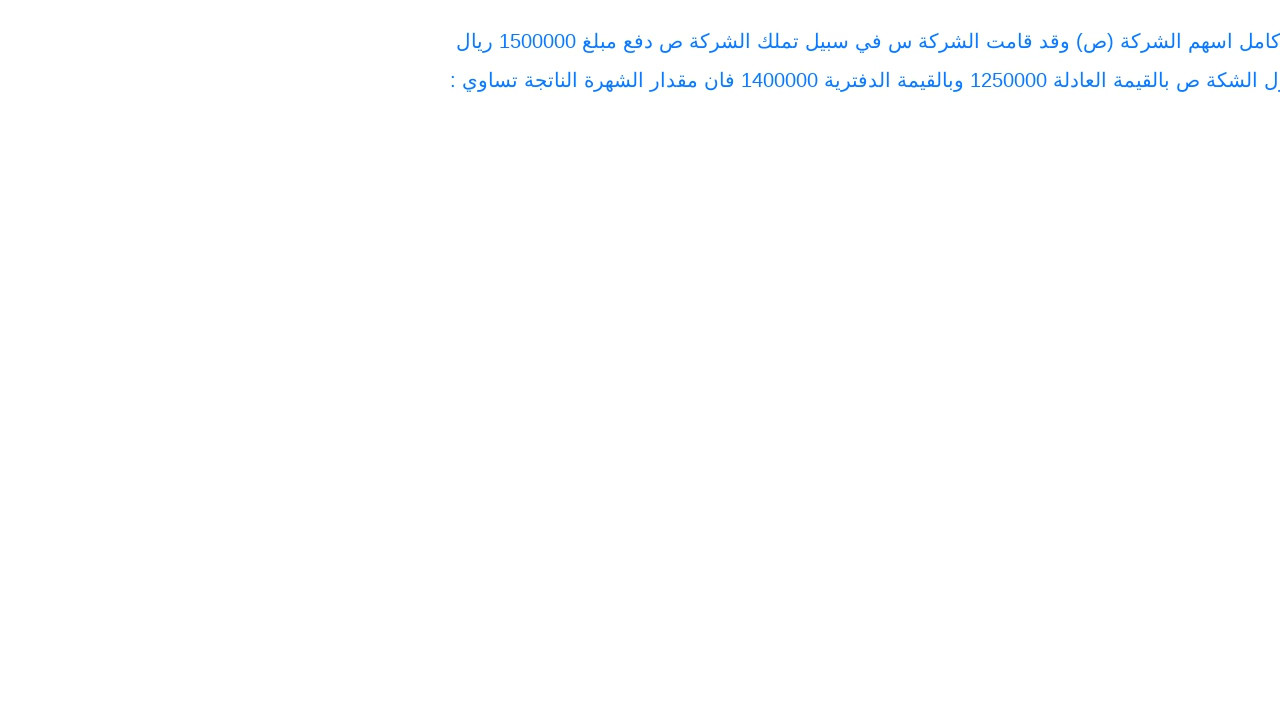 كامل اسهم الشركة (ص) وقد قامت الشركة س في سبيل تملك الشركة ص دفع مبلغ 1500000 ريال
الشكة ص بالقيمة العادلة 1250000 وبالقيمة الدفترية 1400000 فان مقدار الشهرة الناتجة تساوي :